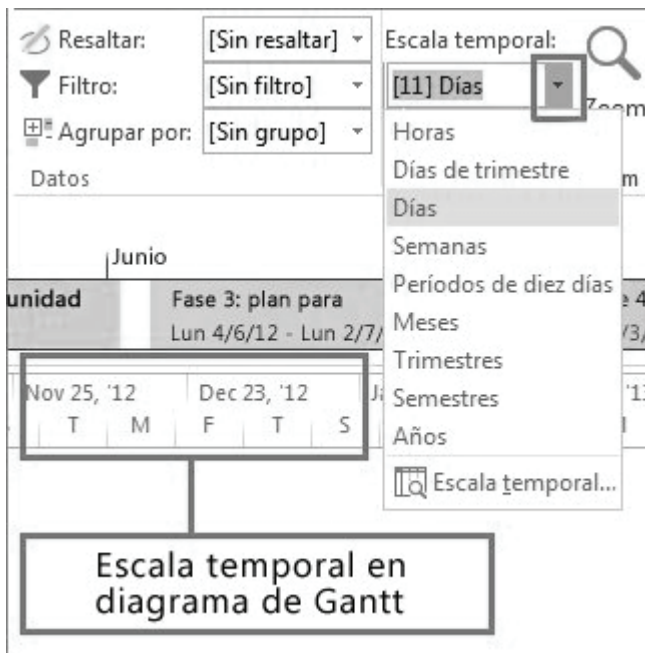 Resaltar: [Sin resaltar]
Filtro: [Sin filtro]
Agrupar por: [Sin grupo]
Datos
Escala temporal:
[11] Días
Horas
Días de trimestre
Días
Semanas
Períodos de diez días
Meses
Trimestres
Semestres
Años
Escala temporal...
Junio
unidad
Fase 3: plan para
Lun 4/6/12 - Lun 2/7/
Nov 25, '12 Dec 23, '12
T M F T S
Escala temporal en
diagrama de Gantt